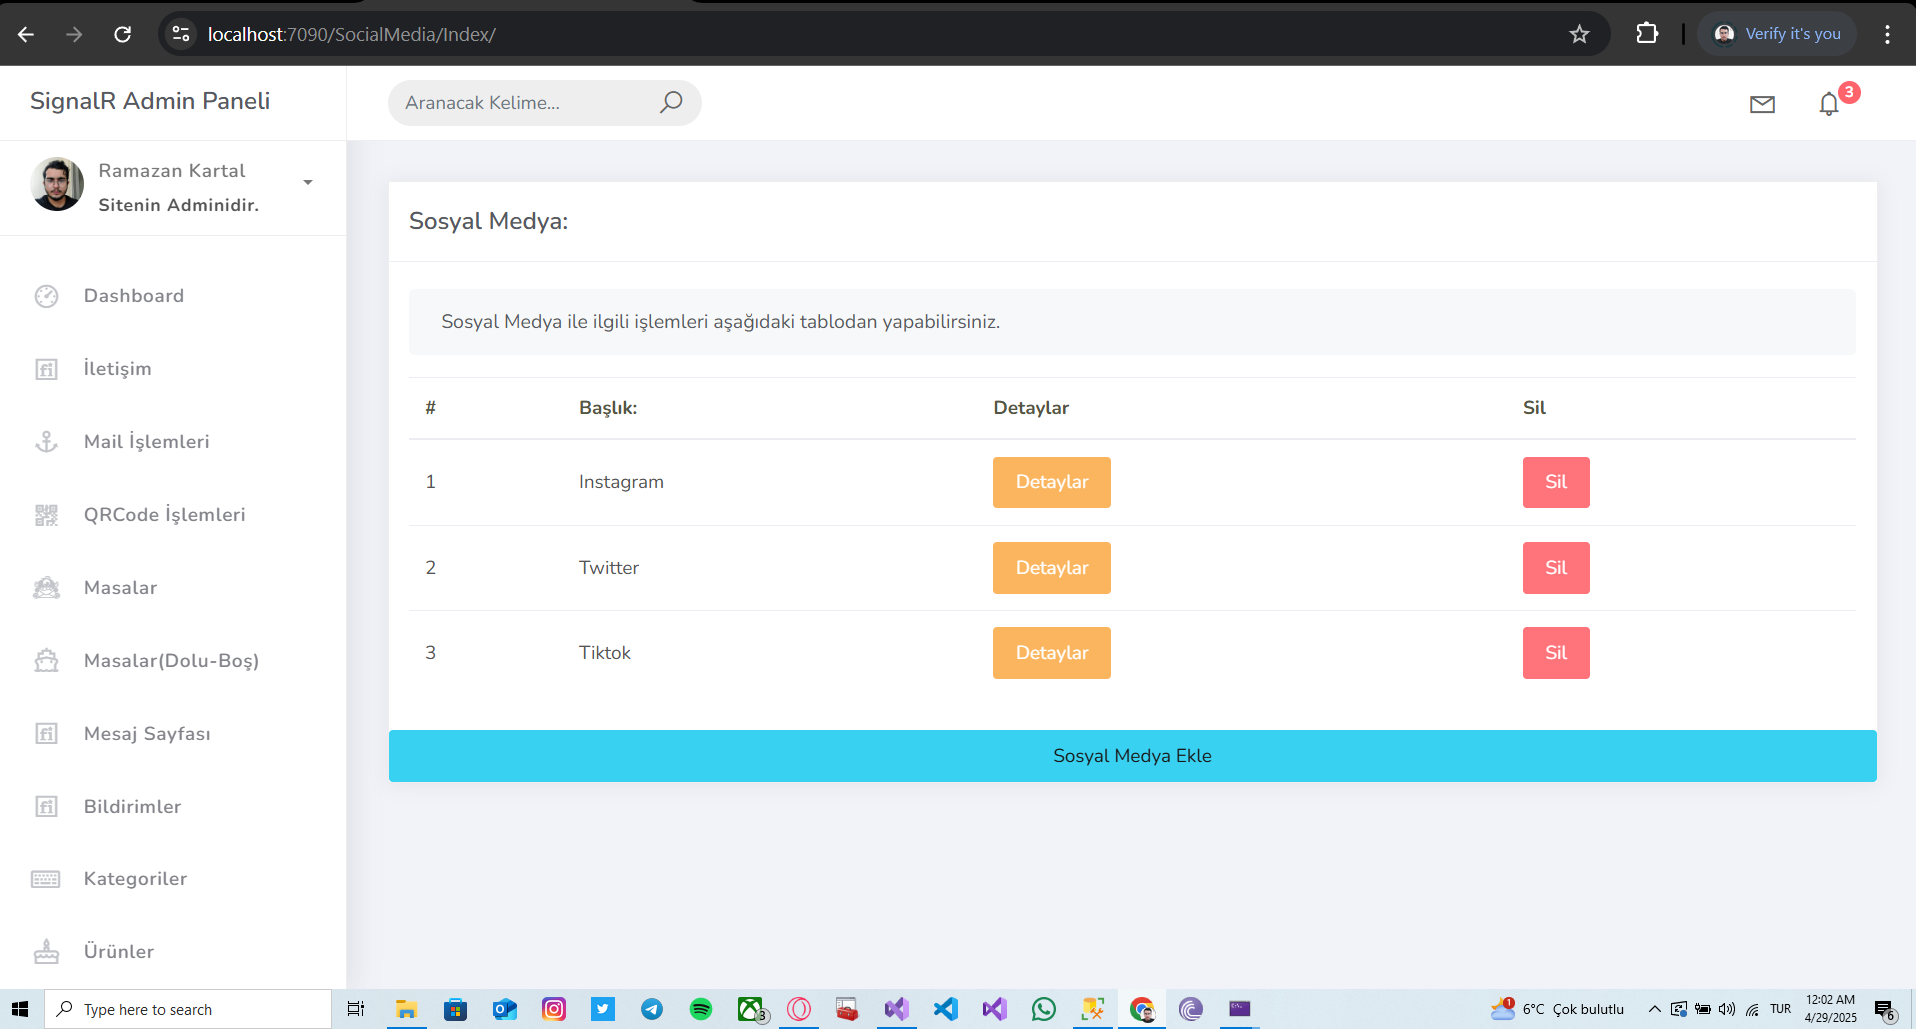 localhost:7090/SocialMedia/Index/
Verify it's you
SignalR Admin Paneli
Aranacak Kelime...
3
Ramazan Kartal
Sitenin Adminidir.
Dashboard
İletişim
Mail İşlemleri
QRCode İşlemleri
Masalar
Masalar(Dolu-Boş)
Mesaj Sayfası
Bildirimler
Kategoriler
Ürünler
Sosyal Medya:
Sosyal Medya ile ilgili işlemleri aşağıdaki tablodan yapabilirsiniz.
# Başlık: Detaylar Sil
1 Instagram Detaylar Sil
2 Twitter Detaylar Sil
3 Tiktok Detaylar Sil
Sosyal Medya Ekle
Type here to search
3
1
6°C Çok bulutlu
TUR
12:02 AM
4/29/2025
6